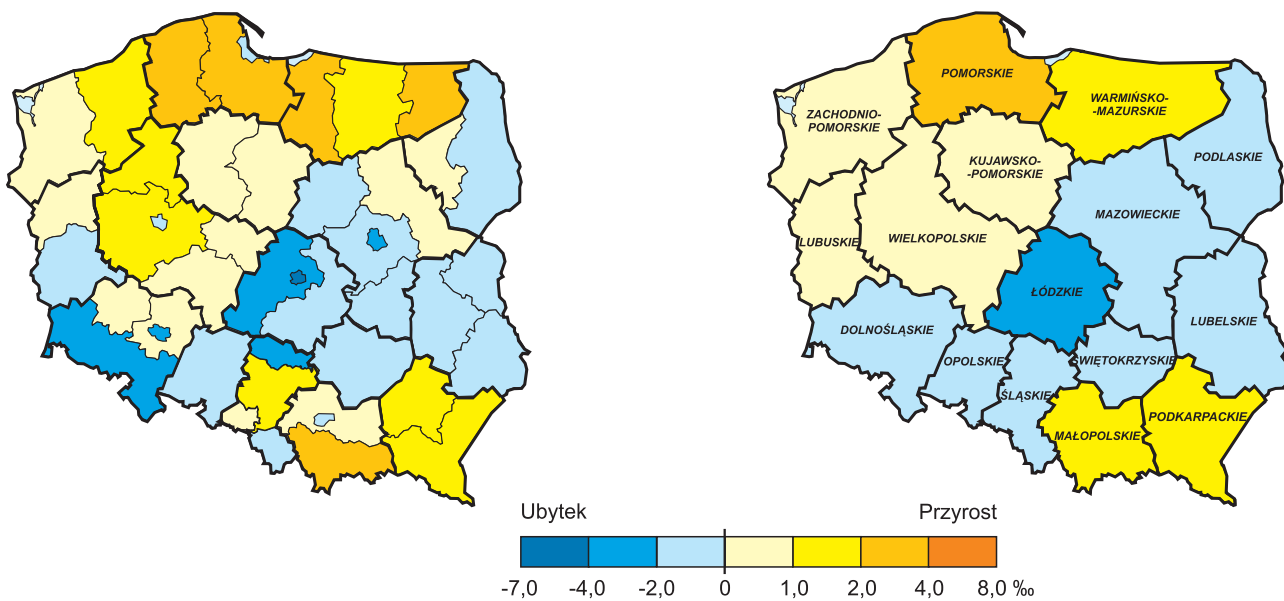 POMORSKIE
WARMIŃSKO-
-MAZURSKIE
ZACHODNIO-
POMORSKIE
KUJAWSKO-
-POMORSKIE
PODLASKIE
MAZOWIECKIE
LUBUSKIE
WIELKOPOLSKIE
ŁÓDZKIE
LUBELSKIE
DOLNOŚLĄSKIE
OPOLSKIE
ŚWIĘTOKRZYSKIE
ŚLĄSKIE
PODKARPACKIE
MAŁOPOLSKIE
Ubytek Przyrost
-7,0 -4,0 -2,0 0 1,0 2,0 4,0 8,0 ‰